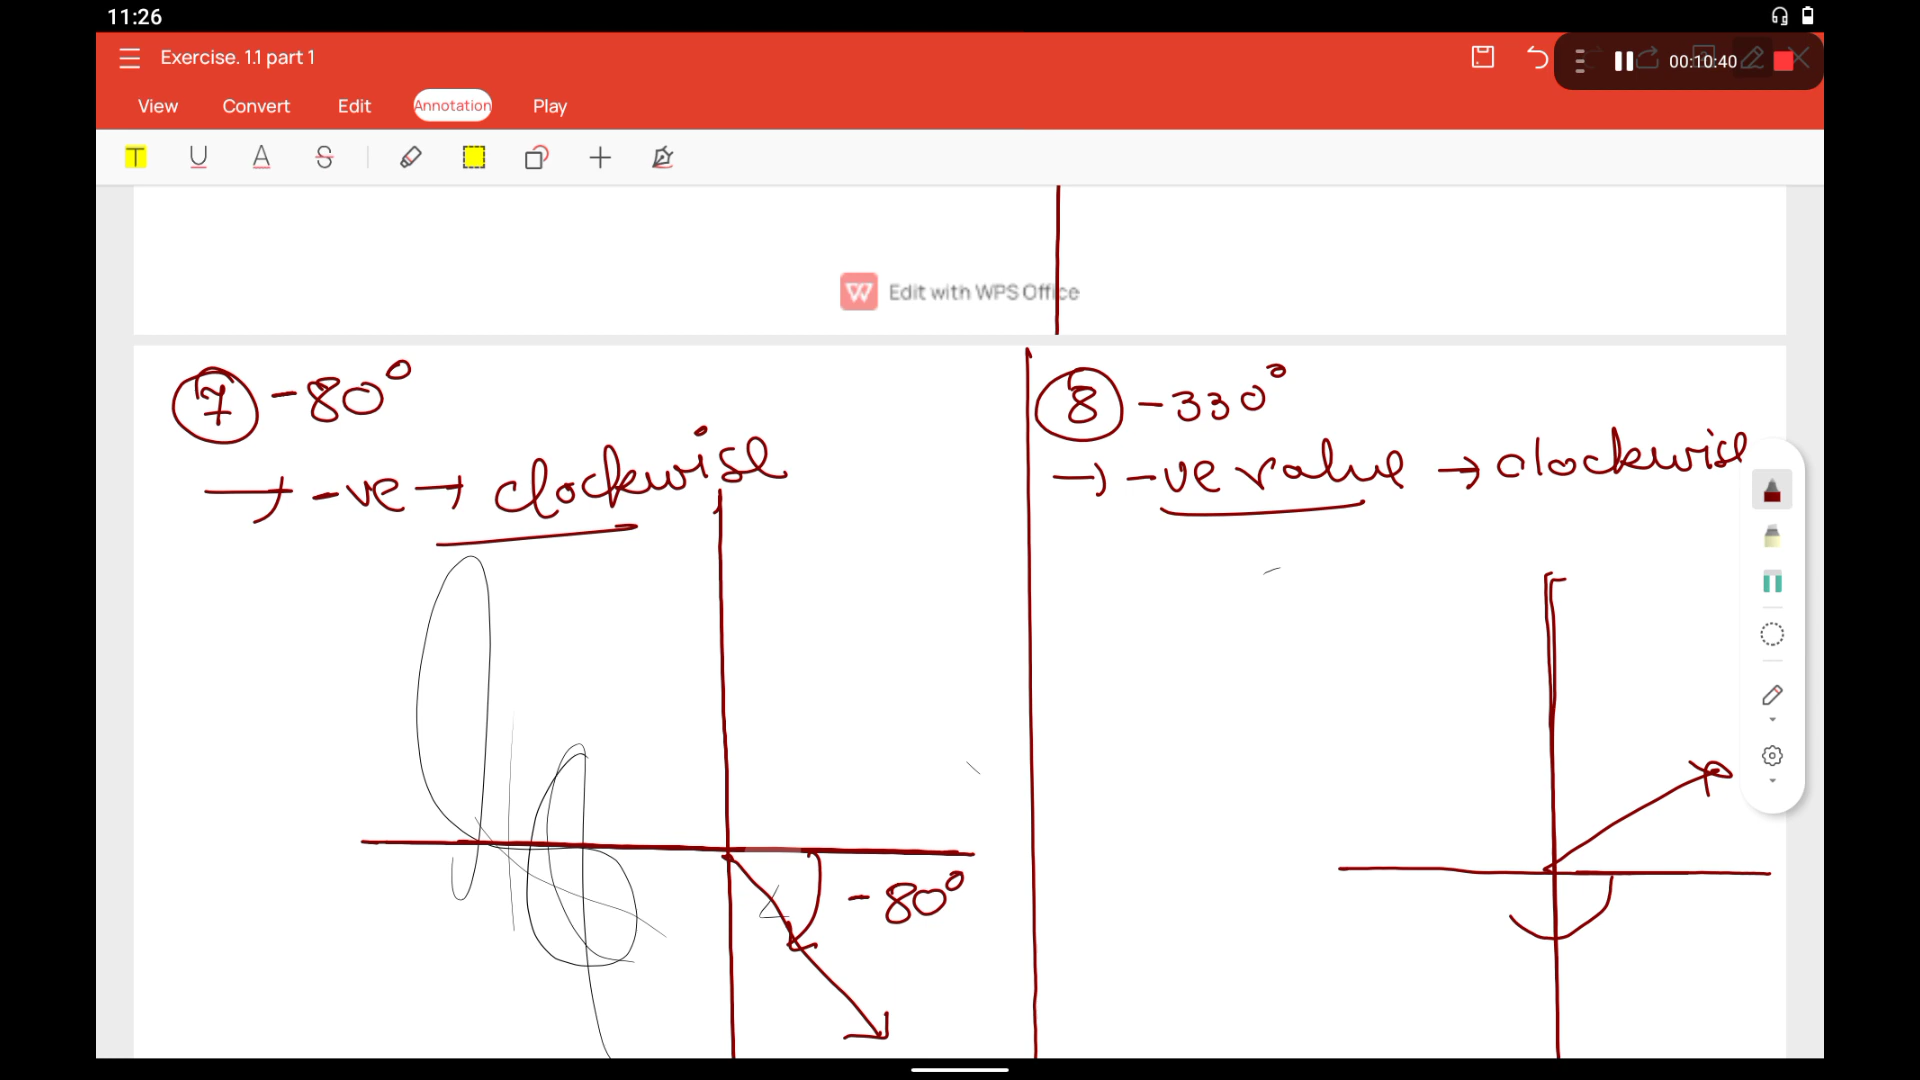 11:26
Exercise. 1.1 part 1
00:10:40
View Convert Edit Annotation Play
T U A S
Edit with WPS Office
7 -80°
→ -ve → clockwise
-80°
8 -330°
→ -ve value → clockwise